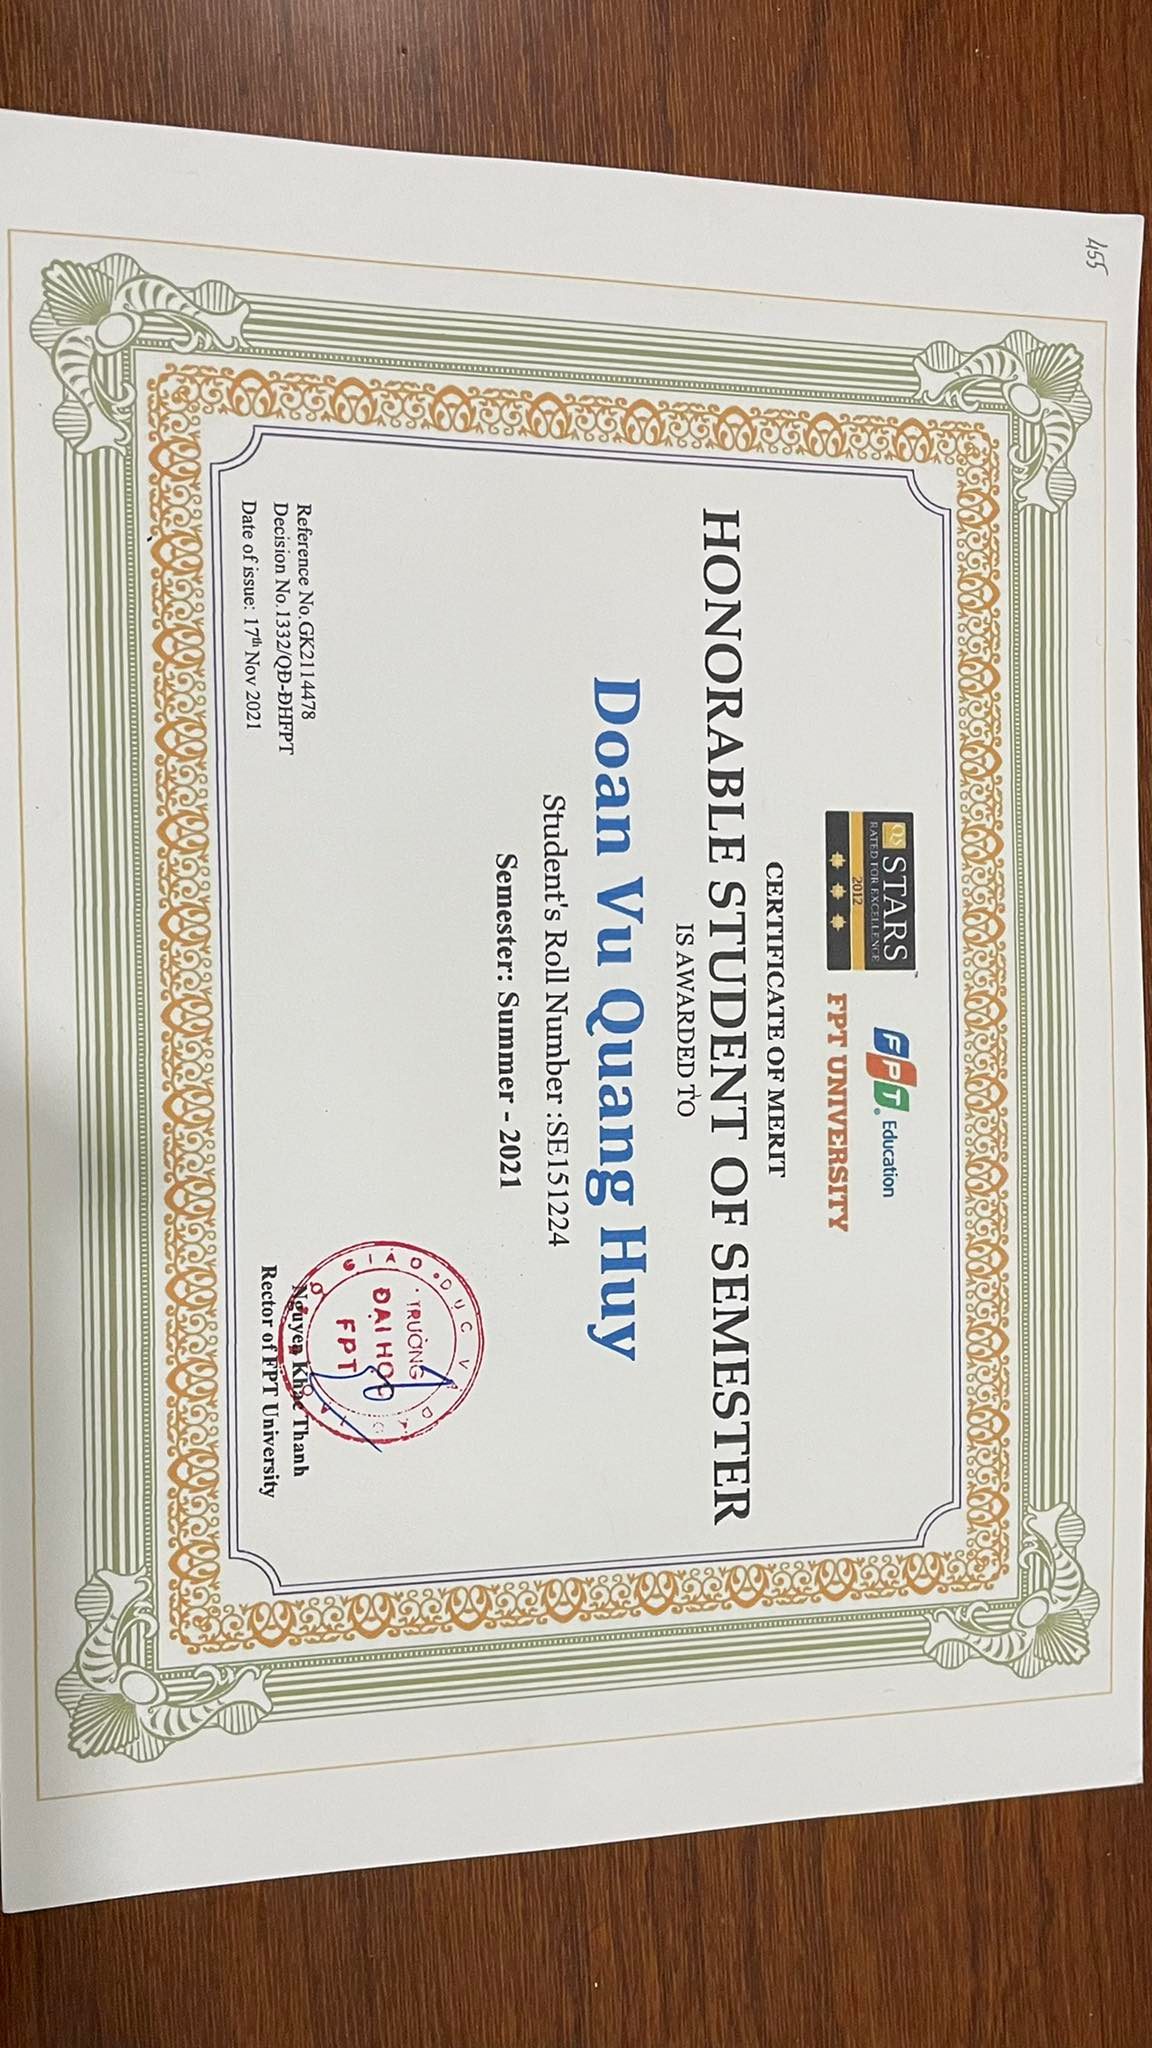 455
QS STARS™
RATED FOR EXCELLENCE
2012
FPT® Education
FPT UNIVERSITY
CERTIFICATE OF MERIT
HONORABLE STUDENT OF SEMESTER
IS AWARDED TO
Doan Vu Quang Huy
Student's Roll Number :SE151224
Semester: Summer - 2021
GIÁO DỤC VÀ ĐÀO
TRƯỜNG
ĐẠI HỌC
FPT
Reference No.GK2114478
Decision No.1332/QĐ-ĐHFPT
Date of issue: 17th Nov 2021
Nguyen Khac Thanh
Rector of FPT University